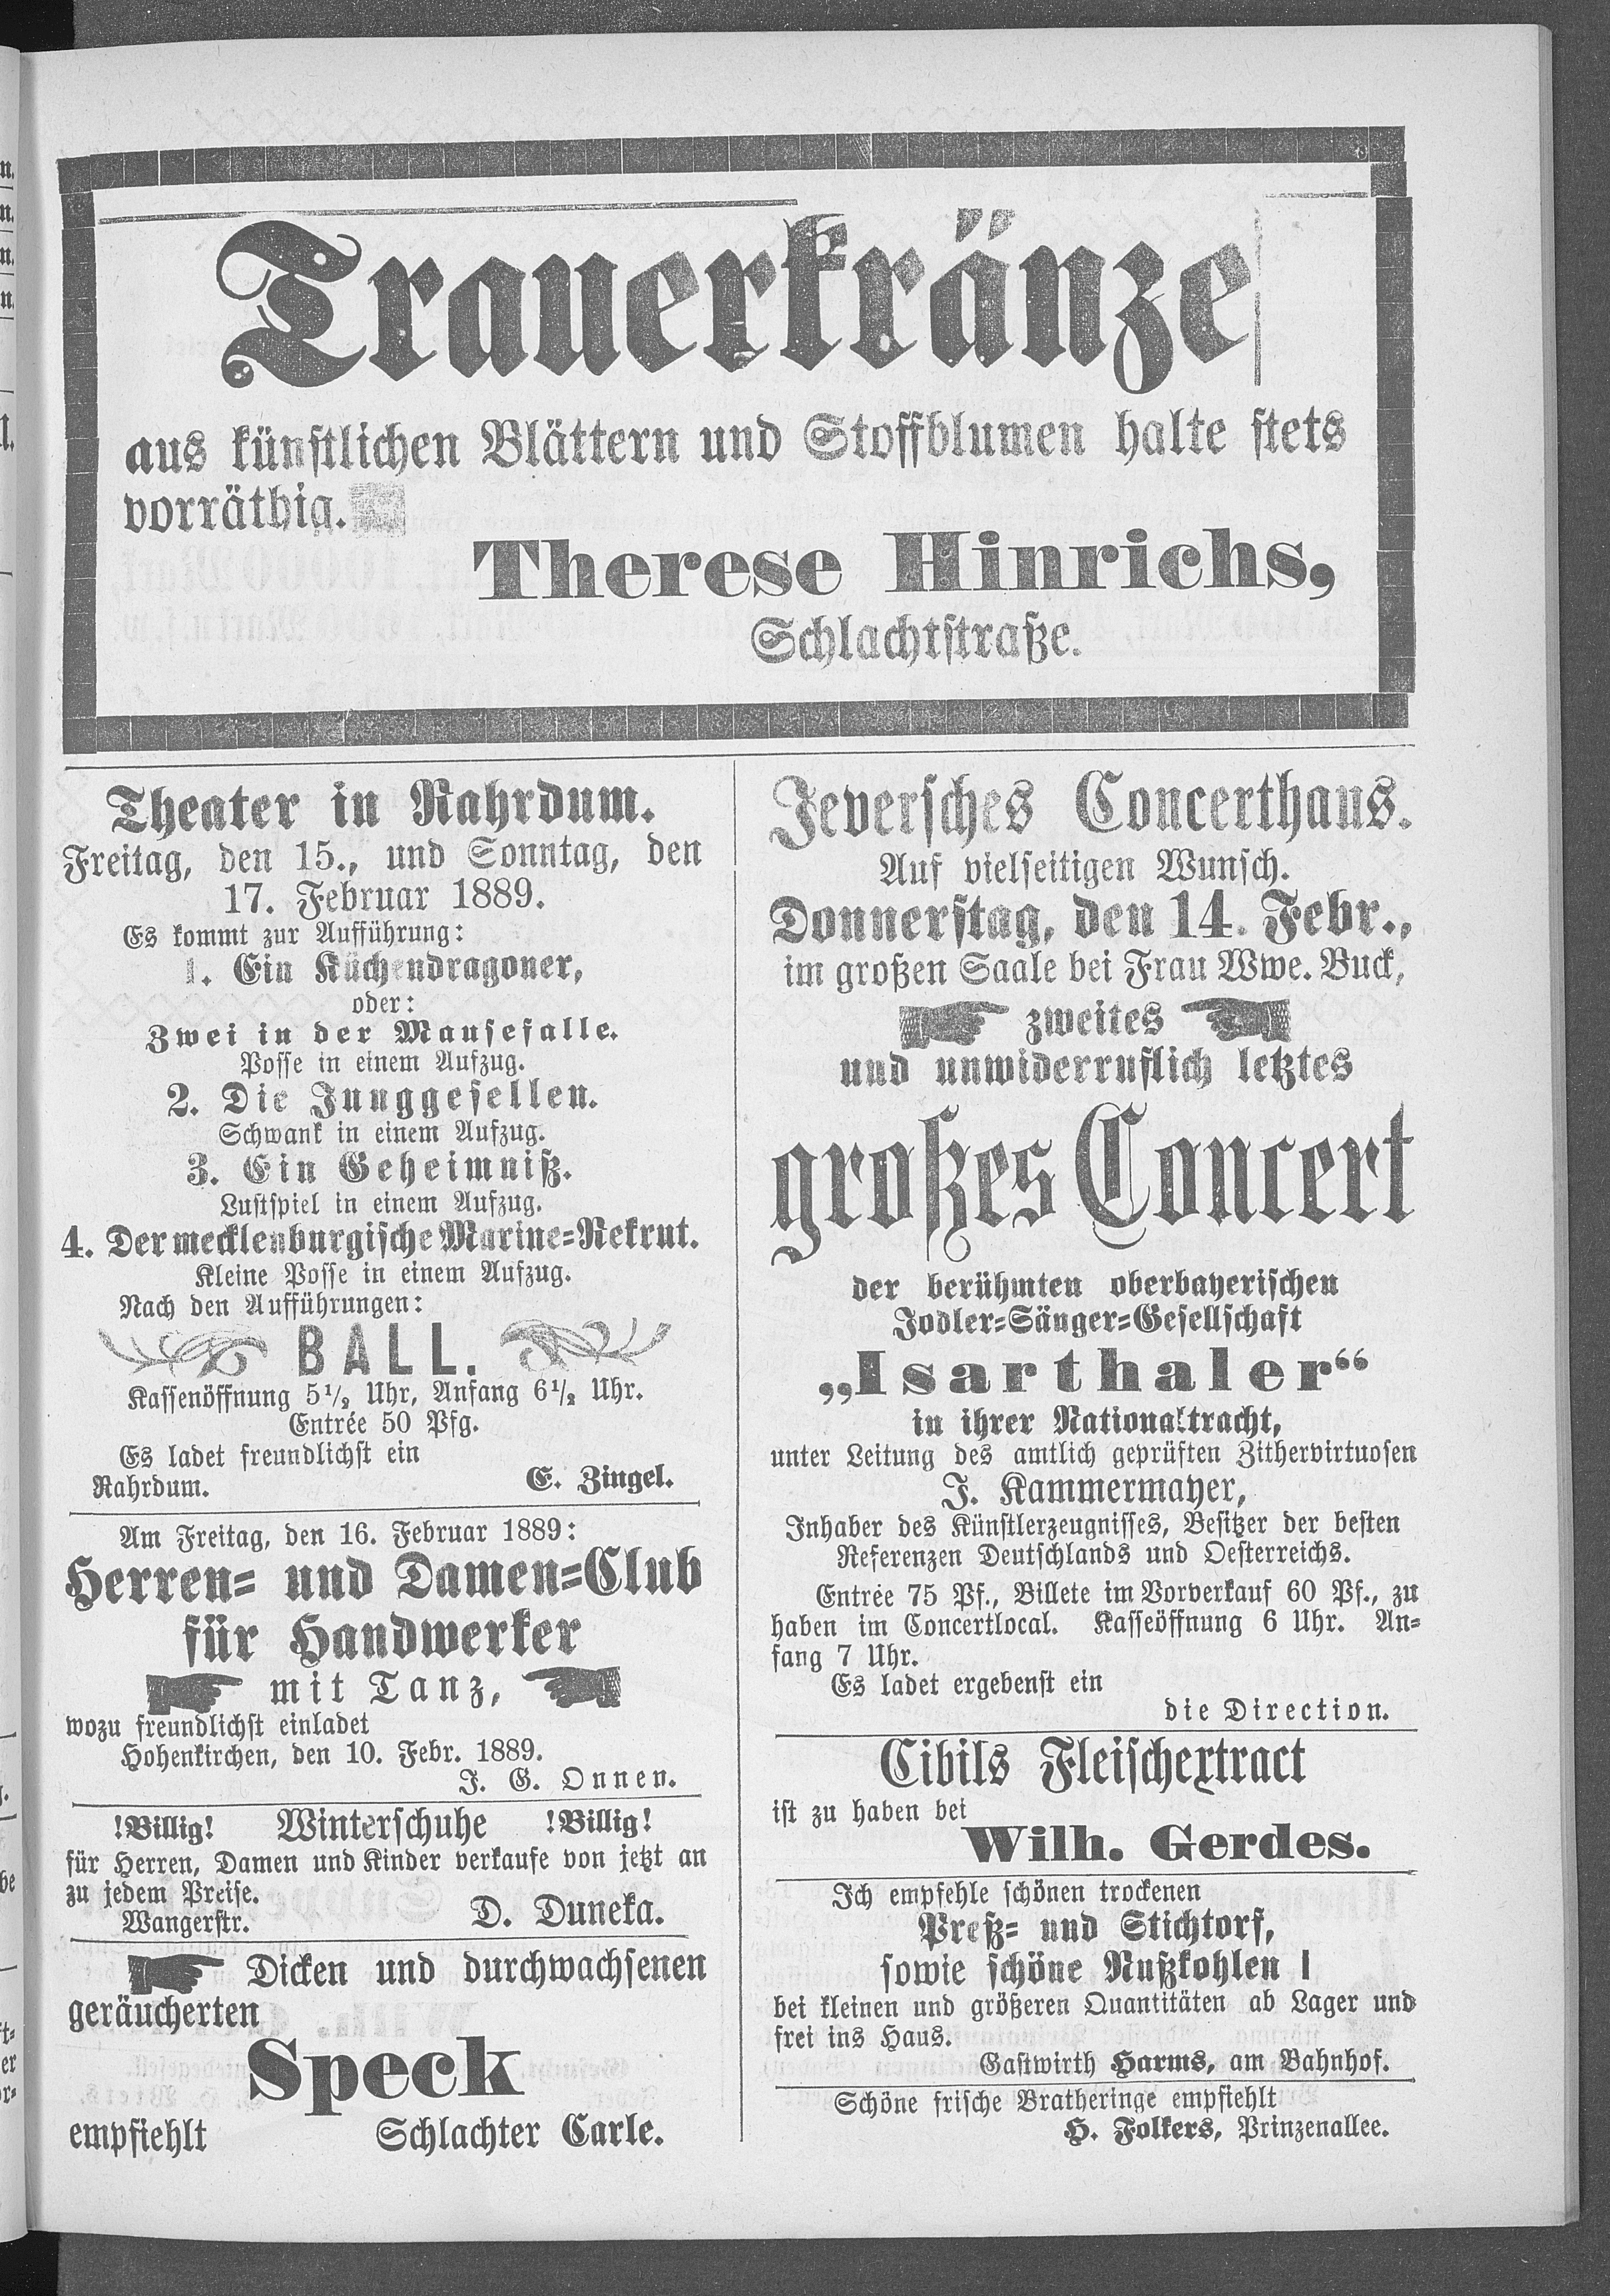 Trauerkränze
aus künstlichen Blättern und Stoffblumen halte stets
vorräthig.
Therese Hinrichs,
Schlachtstraße.
Theater in Rahrdum.
Freitag, den 15., und Sonntag, den
17. Februar 1889.
Es kommt zur Aufführung:
1. Ein Küchendragoner,
oder:
Zwei in der Mausefalle.
Posse in einem Aufzug.
2. Die Junggesellen.
Schwank in einem Aufzug.
3. Ein Geheimniß.
Lustspiel in einem Aufzug.
4. Der mecklenburgische Marine=Rekrut.
Kleine Posse in einem Aufzug.
Nach den Aufführungen:
BALL.
Kassenöffnung 5½ Uhr, Anfang 6½ Uhr.
Entrée 50 Pfg.
Es ladet freundlichst ein
Rahrdum. E. Zingel.
Am Freitag, den 16. Februar 1889:
Herren= und Damen=Club
für Handwerker
mit Tanz,
wozu freundlichst einladet
Hohenkirchen, den 10. Febr. 1889.
J. G. Onnen.
!Billig! Winterschuhe !Billig!
für Herren, Damen und Kinder verkaufe von jetzt an
zu jedem Preise.
Wangerstr. D. Duneka.
Dicken und durchwachsenen
geräucherten
Speck
empfiehlt Schlachter Carle.
Jeversches Concerthaus.
Auf vielseitigen Wunsch.
Donnerstag, den 14. Febr.,
im großen Saale bei Frau Wwe. Buck,
zweites
und unwiderruflich letztes
großes Concert
der berühmten oberbayerischen
Jodler=Sänger=Gesellschaft
„Isarthaler“
in ihrer Nationaltracht,
unter Leitung des amtlich geprüften Zithervirtuosen
J. Kammermayer,
Inhaber des Künstlerzeugnisses, Besitzer der besten
Referenzen Deutschlands und Oesterreichs.
Entrée 75 Pf., Billete im Vorverkauf 60 Pf., zu
haben im Concertlocal. Kasseöffnung 6 Uhr. An=
fang 7 Uhr.
Es ladet ergebenst ein
die Direction.
Cibils Fleischextract
ist zu haben bei
Wilh. Gerdes.
Ich empfehle schönen trockenen
Preß= und Stichtorf,
sowie schöne Nußkohlen I
bei kleinen und größeren Quantitäten ab Lager und
frei ins Haus.
Gastwirth Harms, am Bahnhof.
Schöne frische Bratheringe empfiehlt
H. Folkers, Prinzenallee.